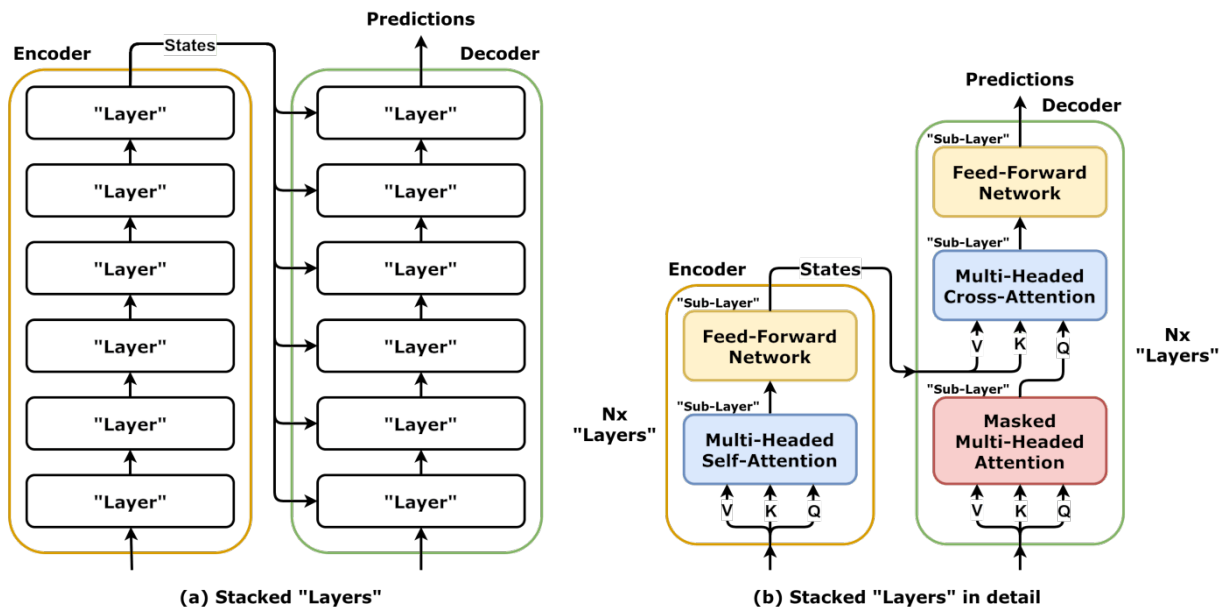 Predictions
States
Encoder
Decoder
"Layer"
"Layer"
"Layer"
"Layer"
"Layer"
"Layer"
"Layer"
"Layer"
"Layer"
"Layer"
"Layer"
"Layer"
(a) Stacked "Layers"
Predictions
Decoder
"Sub-Layer"
Feed-Forward
Network
"Sub-Layer"
Multi-Headed
Cross-Attention
V
K
Q
Nx
"Layers"
"Sub-Layer"
Masked
Multi-Headed
Attention
V
K
Q
Encoder
States
"Sub-Layer"
Feed-Forward
Network
"Sub-Layer"
Multi-Headed
Self-Attention
V
K
Q
Nx
"Layers"
(b) Stacked "Layers" in detail